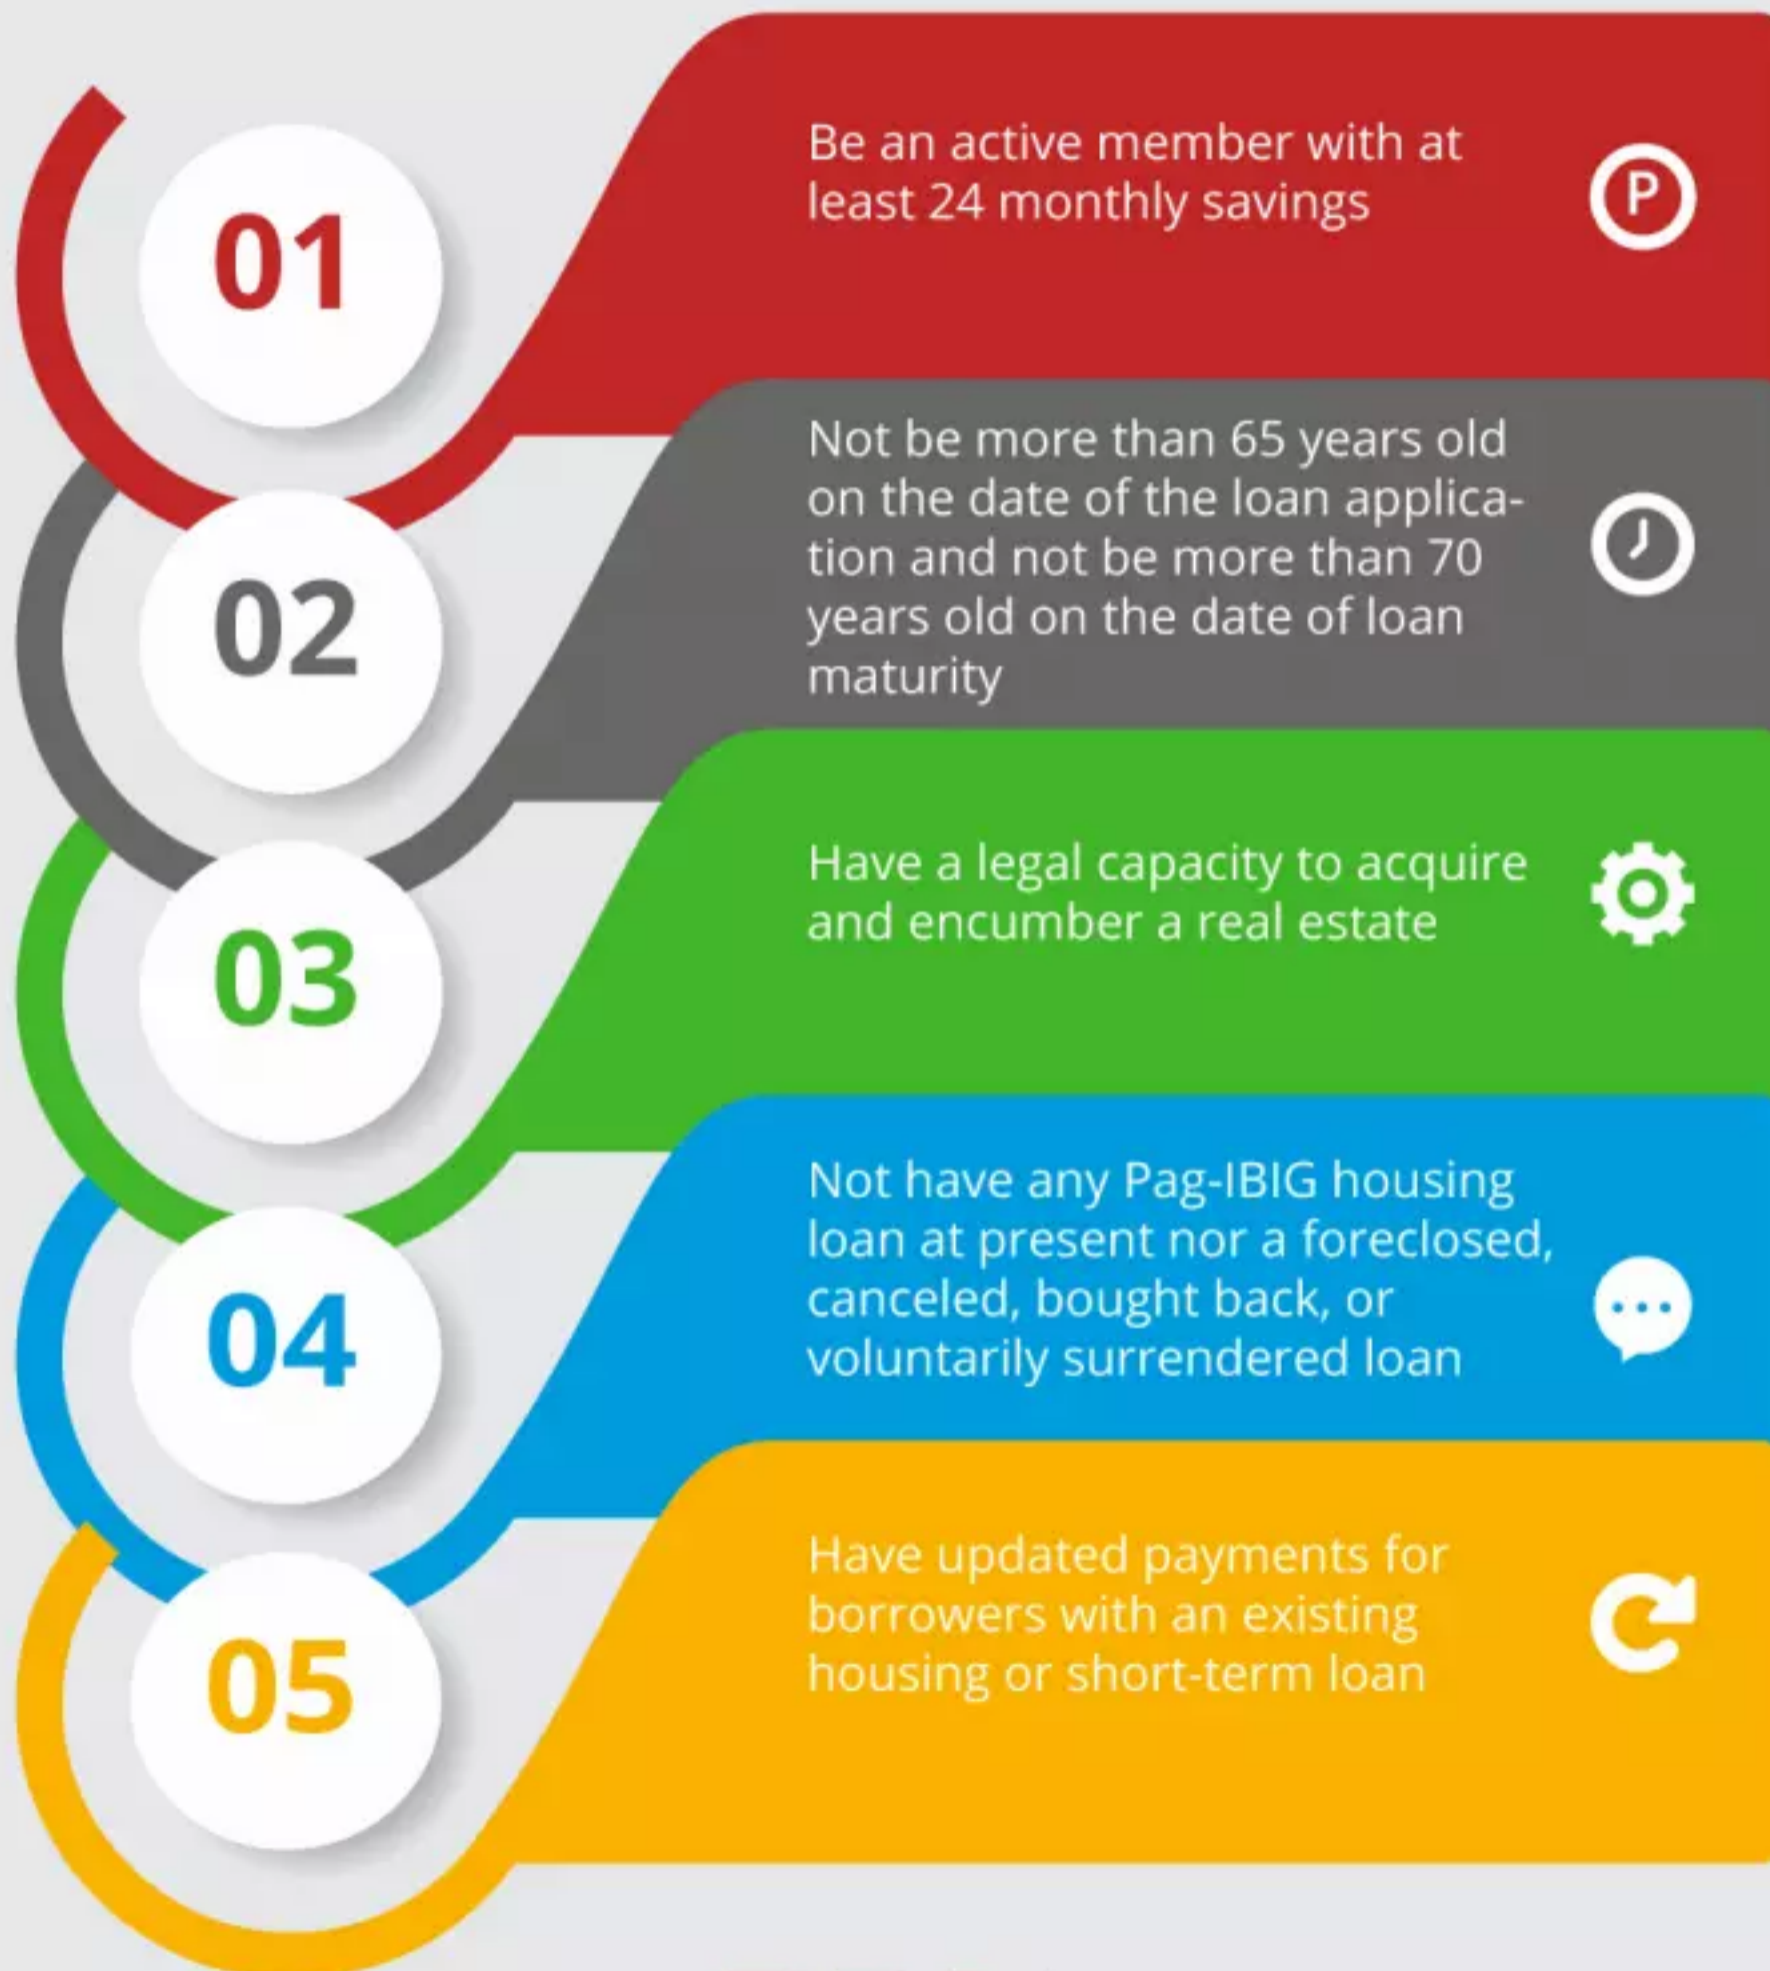 01
Be an active member with at
least 24 monthly savings
P
02
Not be more than 65 years old
on the date of the loan applica-
tion and not be more than 70
years old on the date of loan
maturity
03
Have a legal capacity to acquire
and encumber a real estate
04
Not have any Pag-IBIG housing
loan at present nor a foreclosed,
canceled, bought back, or
voluntarily surrendered loan
05
Have updated payments for
borrowers with an existing
housing or short-term loan